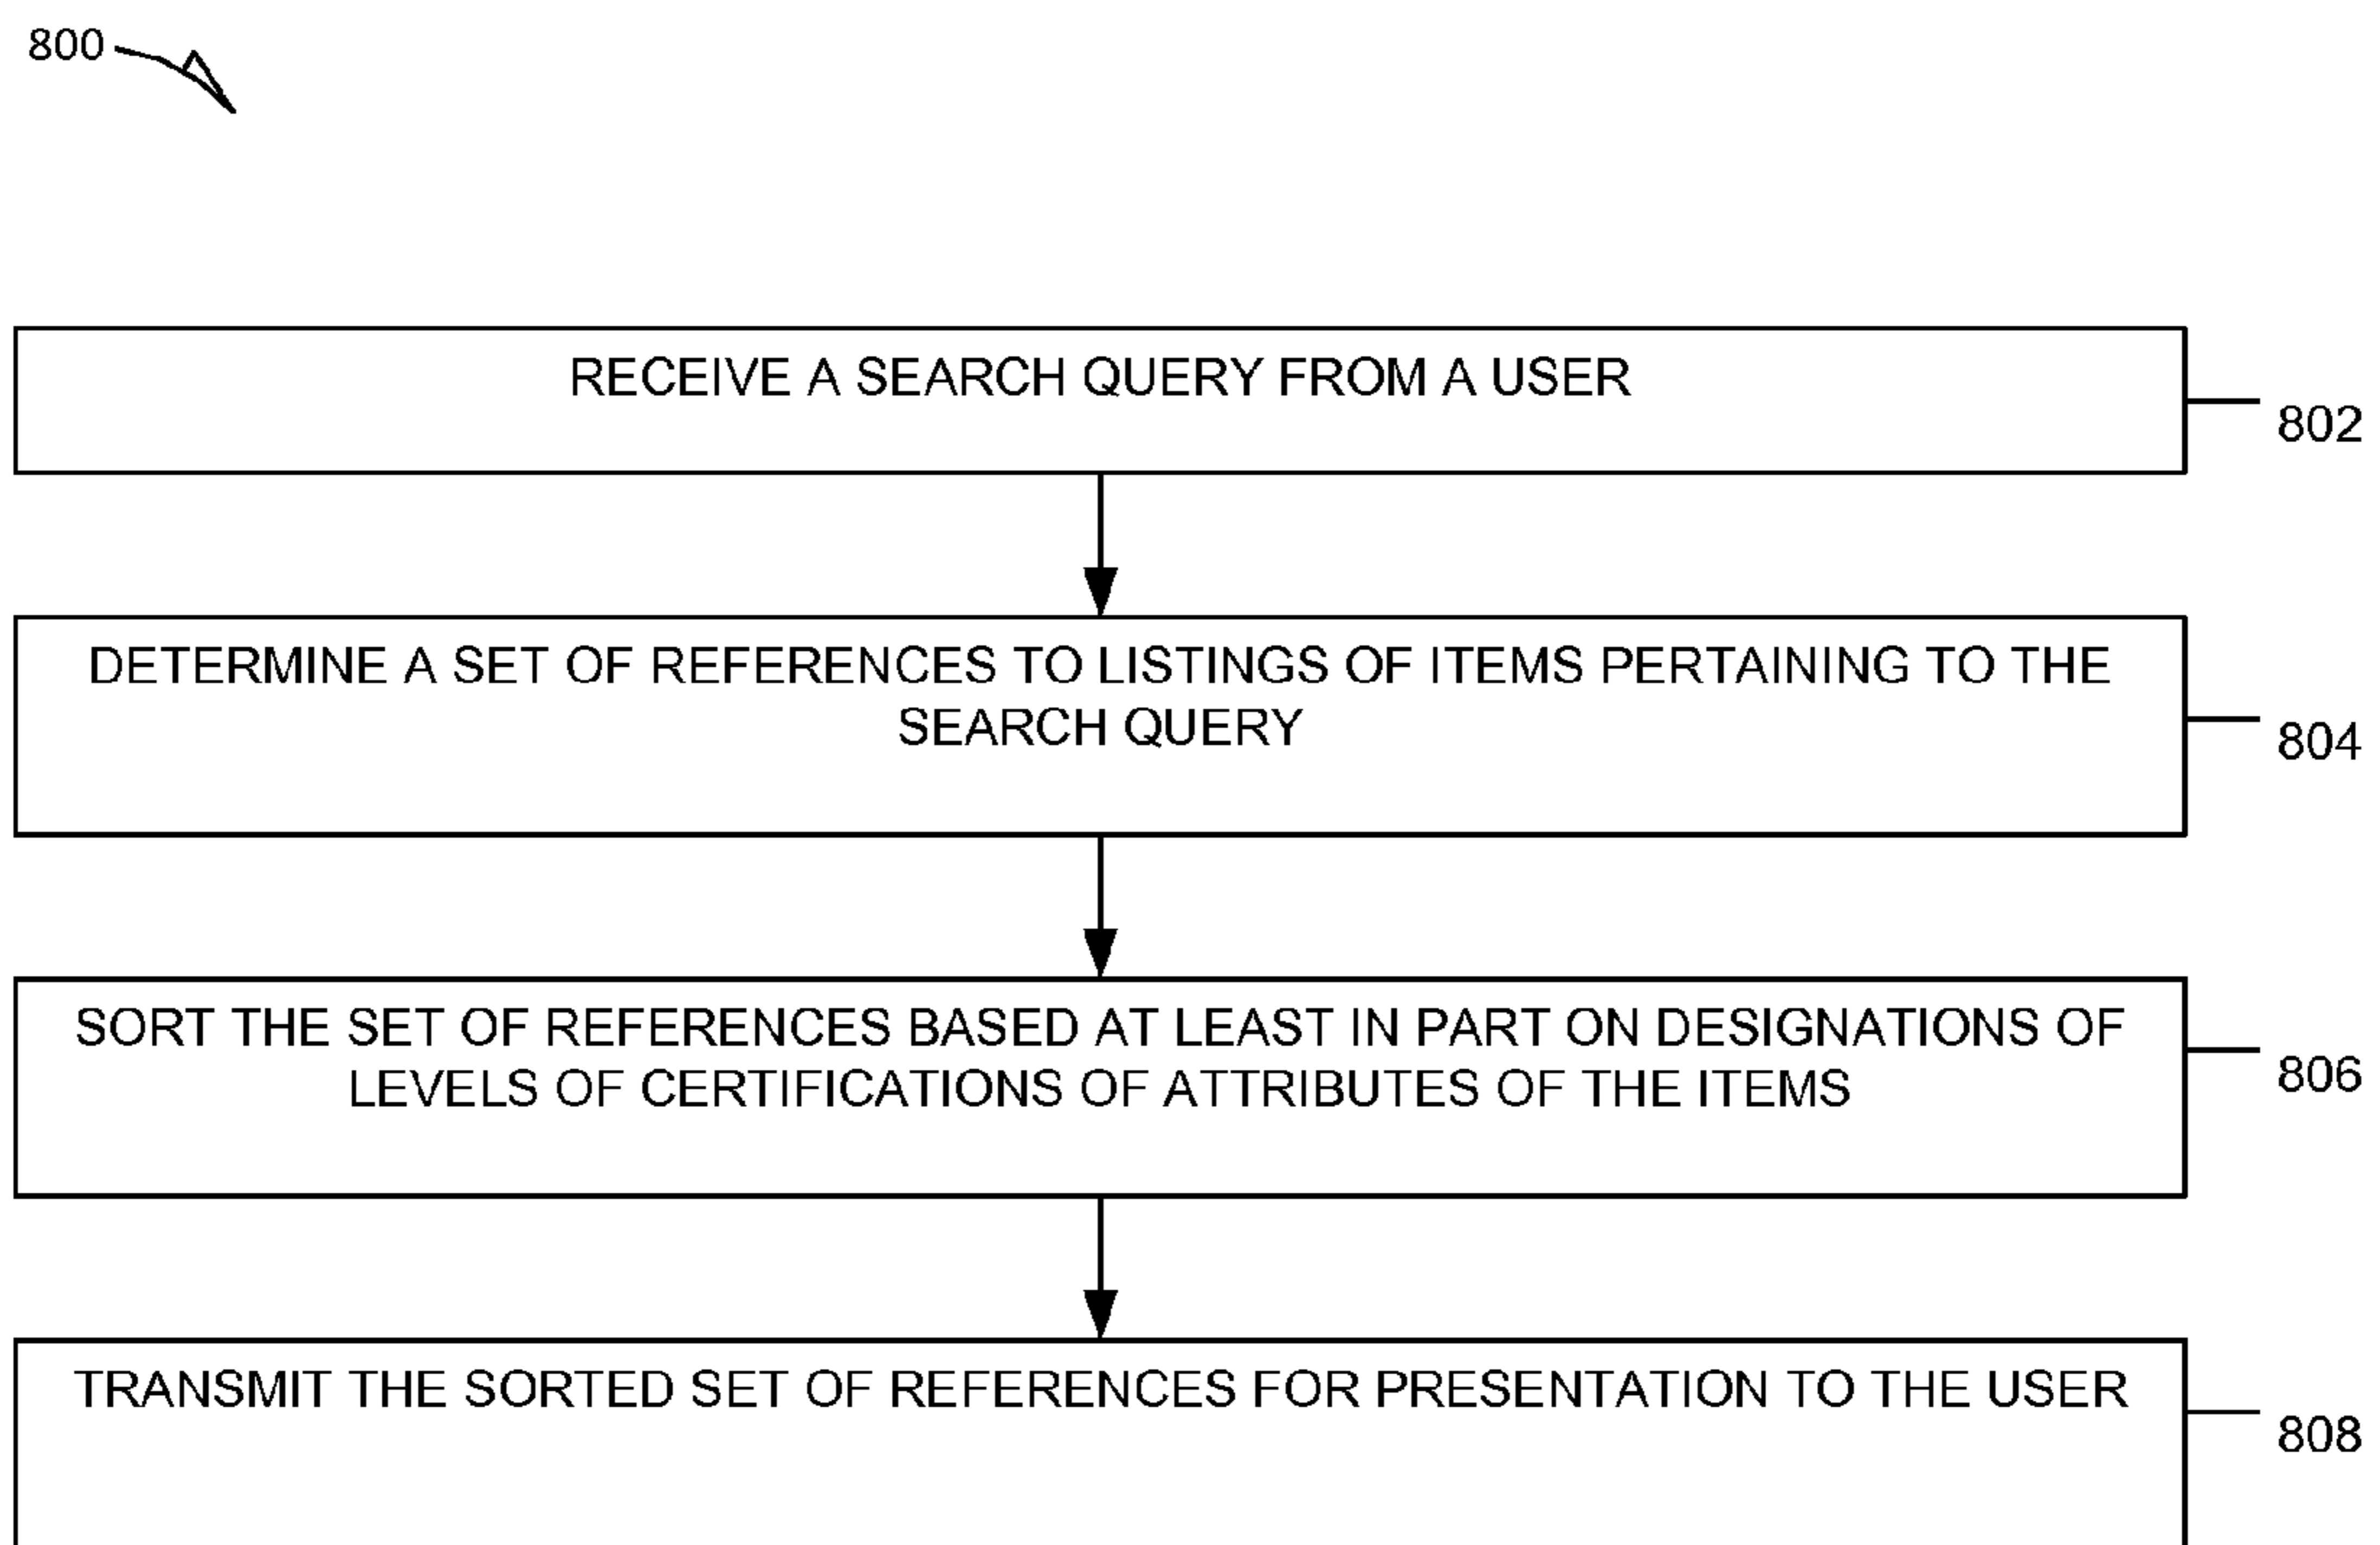 800
RECEIVE A SEARCH QUERY FROM A USER
802
DETERMINE A SET OF REFERENCES TO LISTINGS OF ITEMS PERTAINING TO THE
SEARCH QUERY
804
SORT THE SET OF REFERENCES BASED AT LEAST IN PART ON DESIGNATIONS OF
LEVELS OF CERTIFICATIONS OF ATTRIBUTES OF THE ITEMS
806
TRANSMIT THE SORTED SET OF REFERENCES FOR PRESENTATION TO THE USER
808